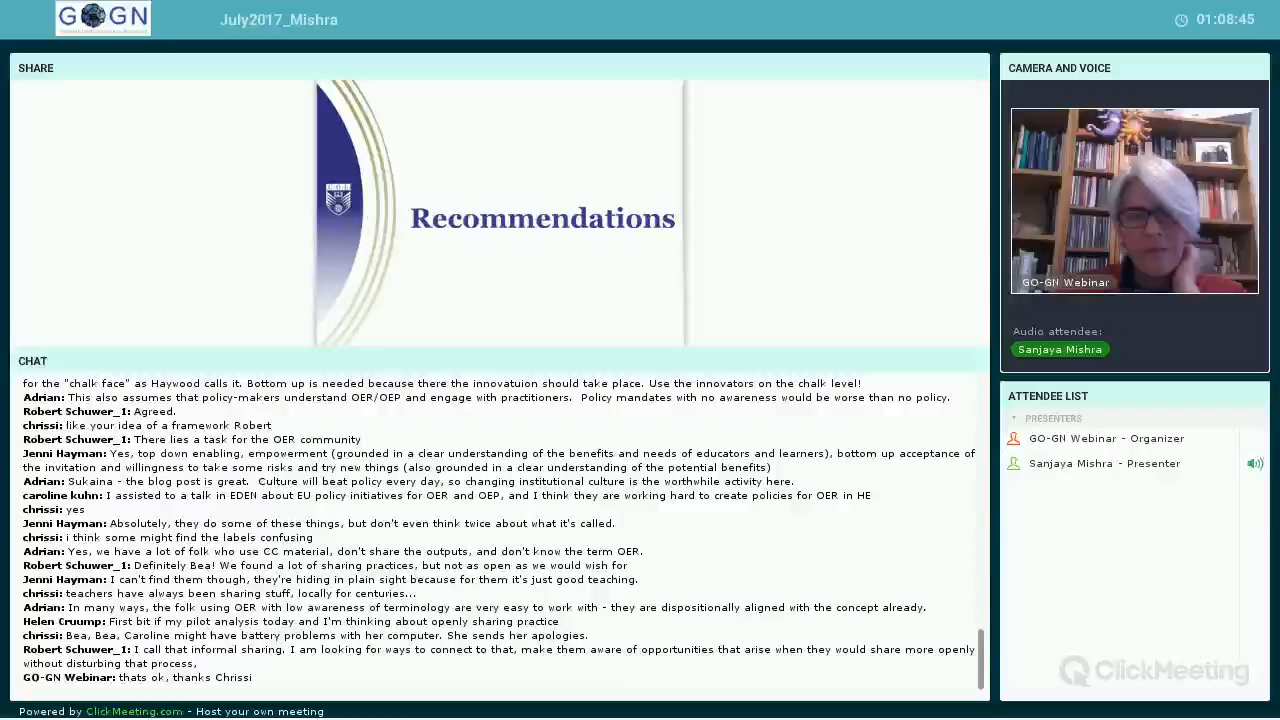 GO GN
July2017_Mishra
01:08:45
SHARE
Recommendations
CHAT
for the "chalk face" as Haywood calls it. Bottom up is needed because there the innovatuion should take place. Use the innovators on the chalk level!
Adrian: This also assumes that policy-makers understand OER/OEP and engage with practitioners. Policy mandates with no awareness would be worse than no policy.
Robert Schuwer_1: Agreed.
chrissi: like your idea of a framework Robert
Robert Schuwer_1: There lies a task for the OER community
Jenni Hayman: Yes, top down enabling, empowerment (grounded in a clear understanding of the benefits and needs of educators and learners), bottom up acceptance of
the invitation and willingness to take some risks and try new things (also grounded in a clear understanding of the potential benefits)
Adrian: Sukaina - the blog post is great. Culture will beat policy every day, so changing institutional culture is the worthwhile activity here.
caroline kuhn: I assisted to a talk in EDEN about EU policy initiatives for OER and OEP, and I think they are working hard to create policies for OER in HE
chrissi: yes
Jenni Hayman: Absolutely, they do some of these things, but don't even think twice about what it's called.
chrissi: i think some might find the labels confusing
Adrian: Yes, we have a lot of folk who use CC material, don't share the outputs, and don't know the term OER.
Robert Schuwer_1: Definitely Bea! We found a lot of sharing practices, but not as open as we would wish for
Jenni Hayman: I can't find them though, they're hiding in plain sight because for them it's just good teaching.
chrissi: teachers have always been sharing stuff, locally for centuries...
Adrian: In many ways, the folk using OER with low awareness of terminology are very easy to work with - they are dispositionally aligned with the concept already.
Helen Cruump: First bit if my pilot analysis today and I'm thinking about openly sharing practice
chrissi: Bea, Bea, Caroline might have battery problems with her computer. She sends her apologies.
Robert Schuwer_1: I call that informal sharing. I am looking for ways to connect to that, make them aware of opportunities that arise when they would share more openly
without disturbing that process,
GO-GN Webinar: thats ok, thanks Chrissi
CAMERA AND VOICE
GO-GN Webinar
Audio attendee:
Sanjaya Mishra
ATTENDEE LIST
PRESENTERS
GO-GN Webinar - Organizer
Sanjaya Mishra - Presenter
ClickMeeting
Powered by ClickMeeting.com - Host your own meeting